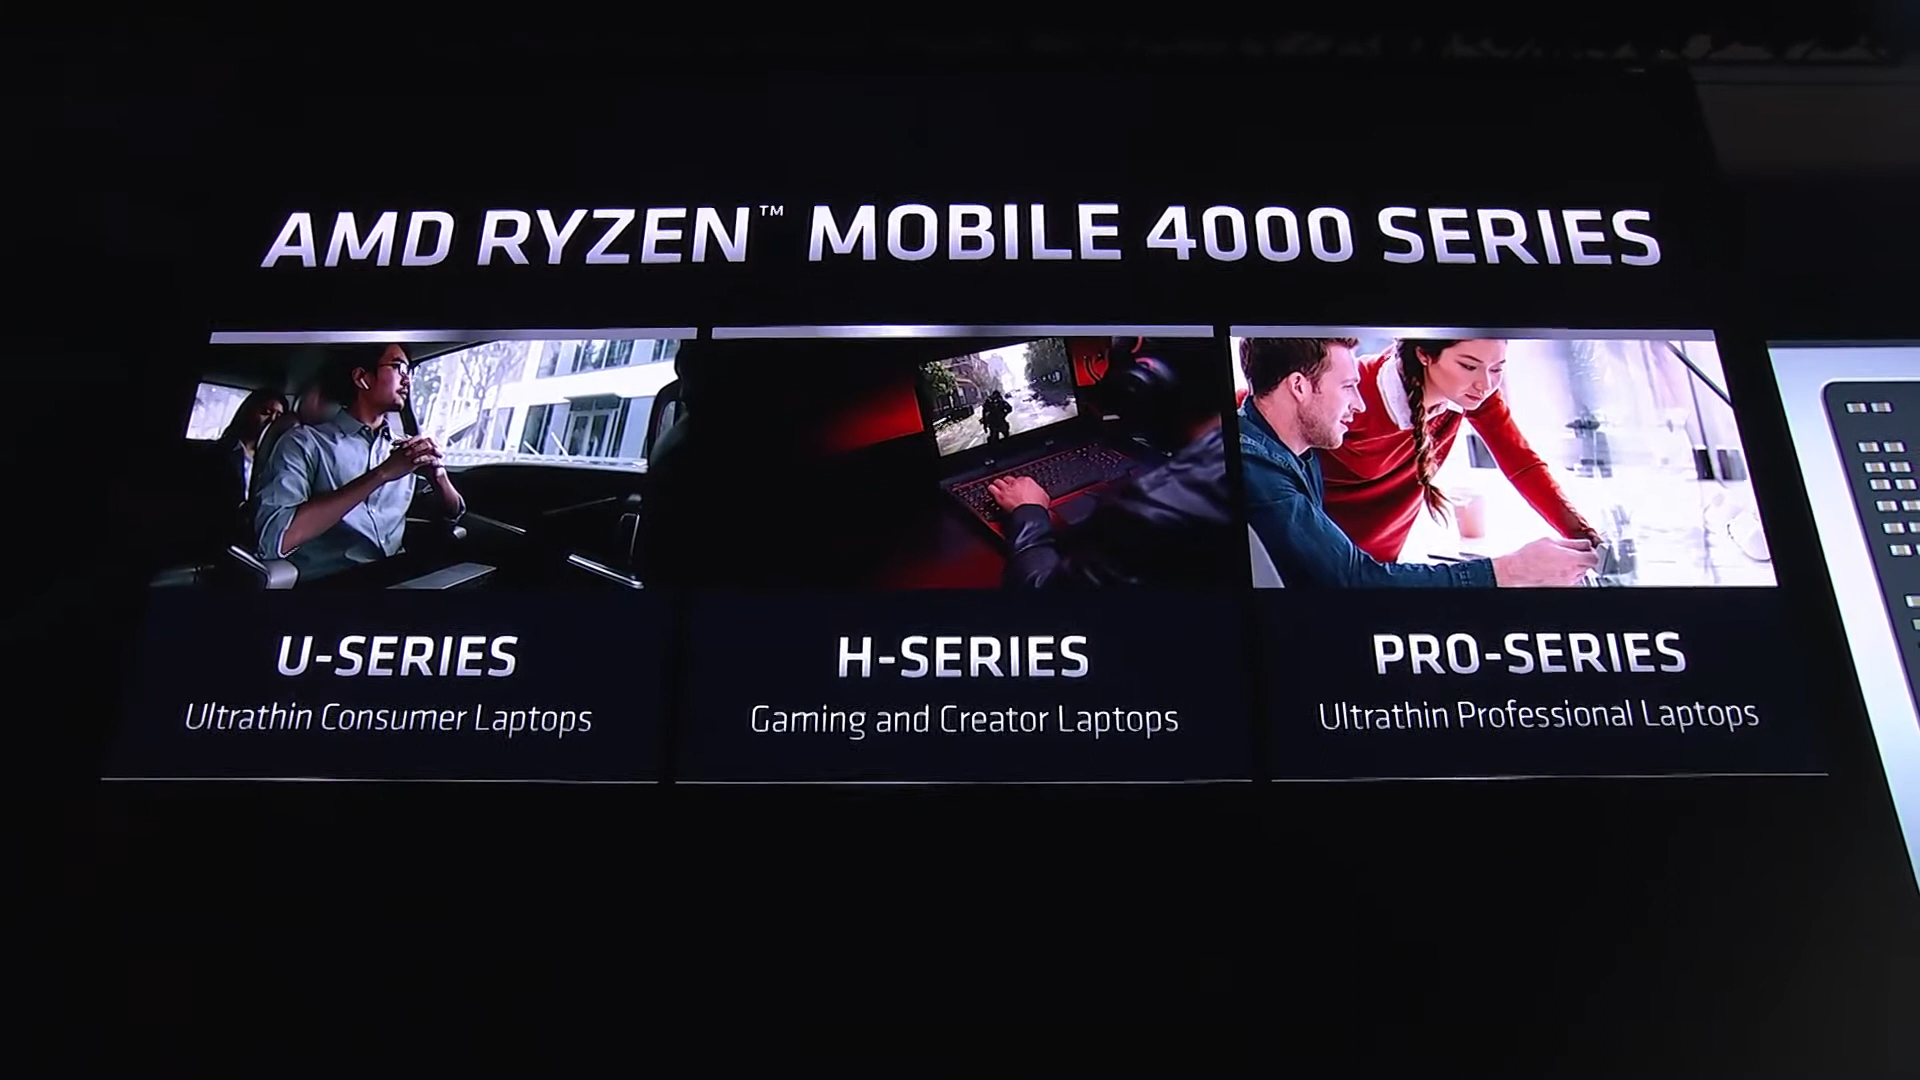 AMD RYZEN™ MOBILE 4000 SERIES
U-SERIES
Ultrathin Consumer Laptops
H-SERIES
Gaming and Creator Laptops
PRO-SERIES
Ultrathin Professional Laptops